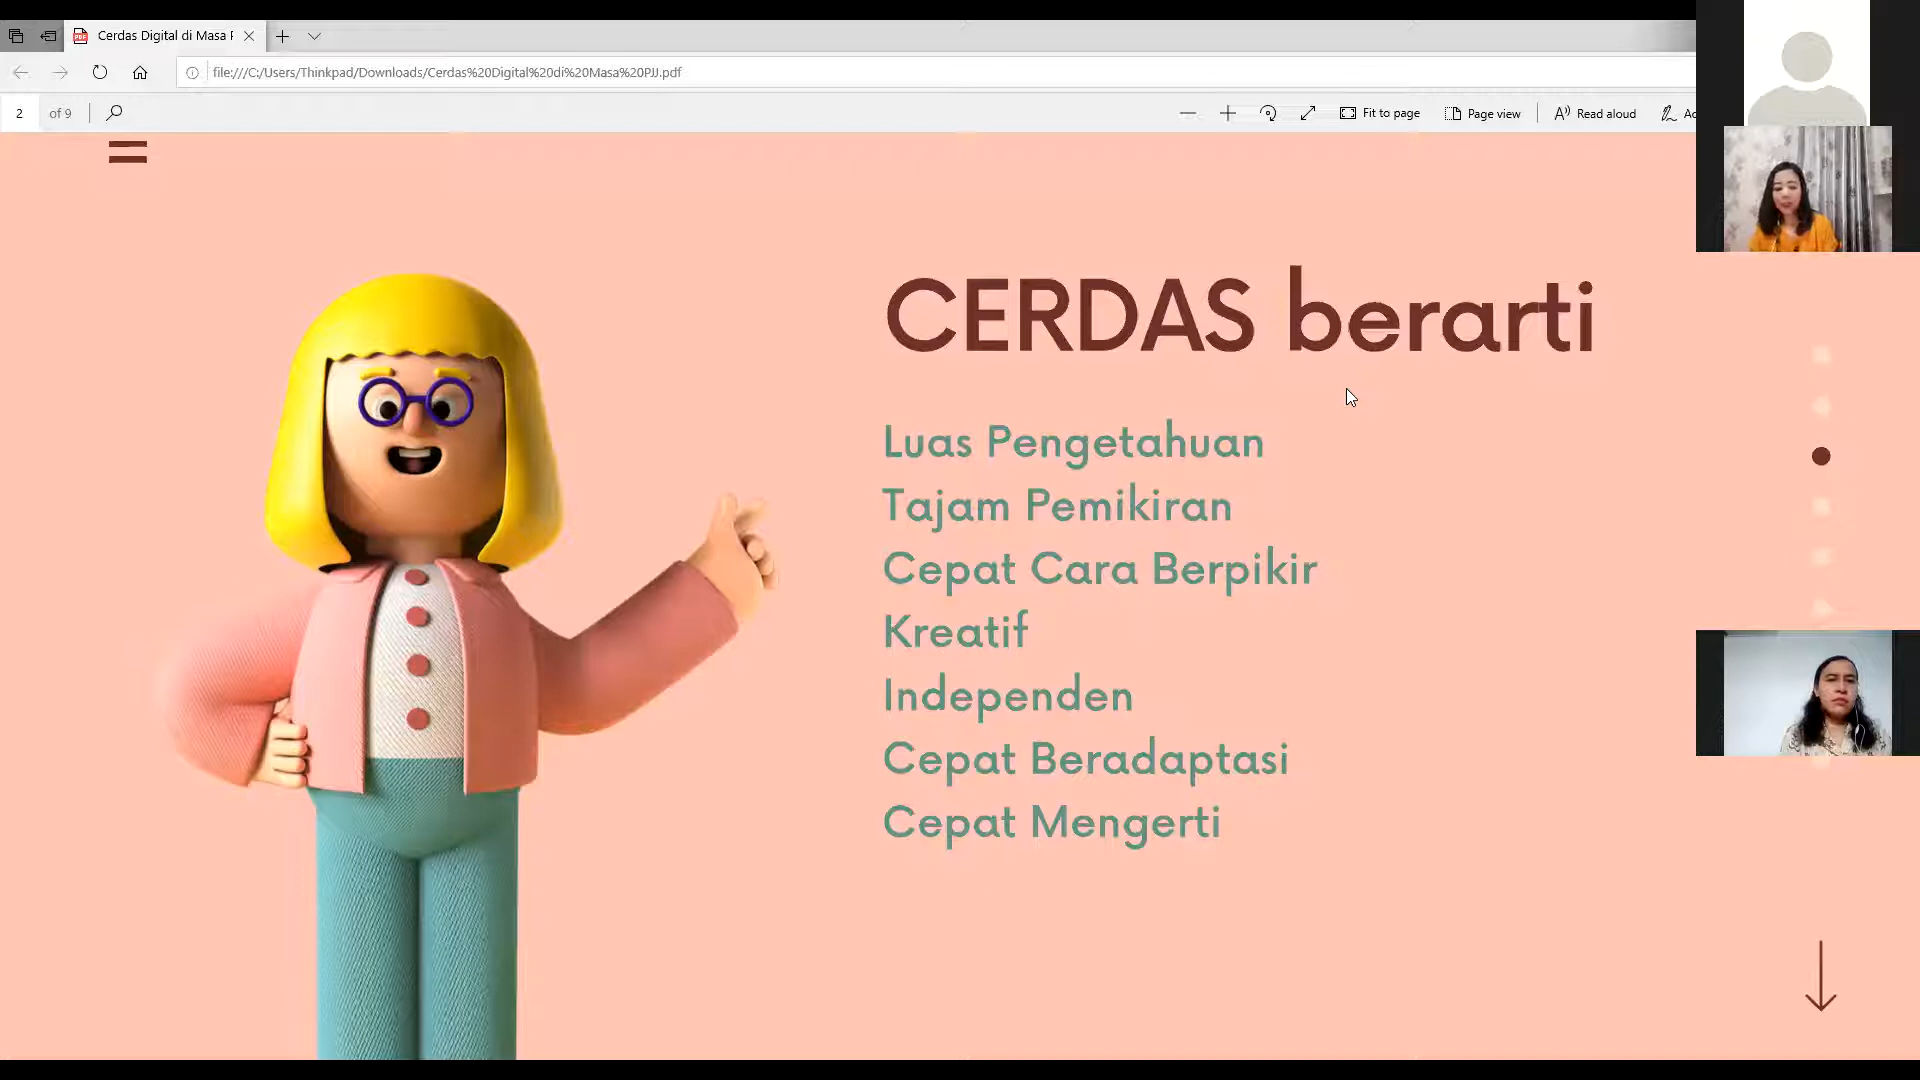 Cerdas Digital di Masa P
file:///C:/Users/Thinkpad/Downloads/Cerdas%20Digital%20di%20Masa%20PJJ.pdf
2 of 9
Fit to page
Page view
Read aloud
CERDAS berarti
Luas Pengetahuan
Tajam Pemikiran
Cepat Cara Berpikir
Kreatif
Independen
Cepat Beradaptasi
Cepat Mengerti